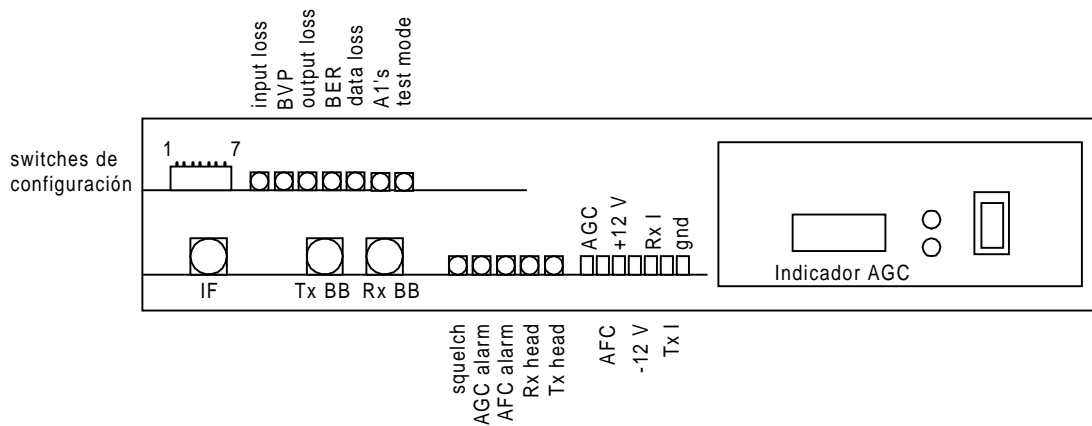 input loss
BVP
output loss
BER
data loss
A1's
test mode
switches de
configuración
1 7
AGC
+12 V
Rx I
gnd
Indicador AGC
IF
Tx BB
Rx BB
squelch
AGC alarm
AFC alarm
Rx head
Tx head
AFC
-12 V
Tx I